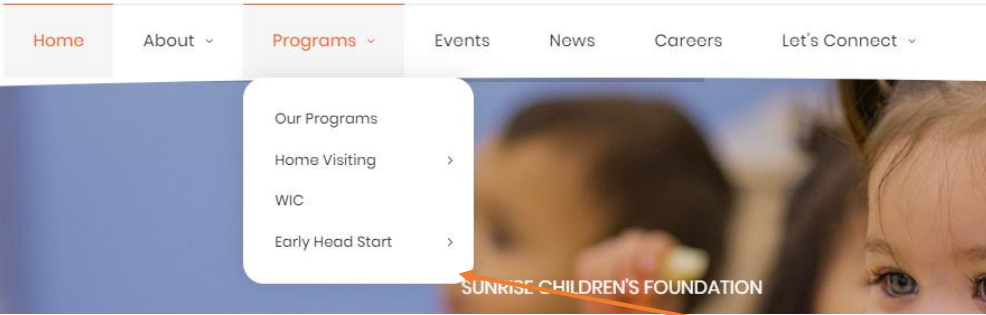 Home About Programs Events News Careers Let's Connect
Our Programs
Home Visiting
WIC
Early Head Start
SUNRISE CHILDREN'S FOUNDATION